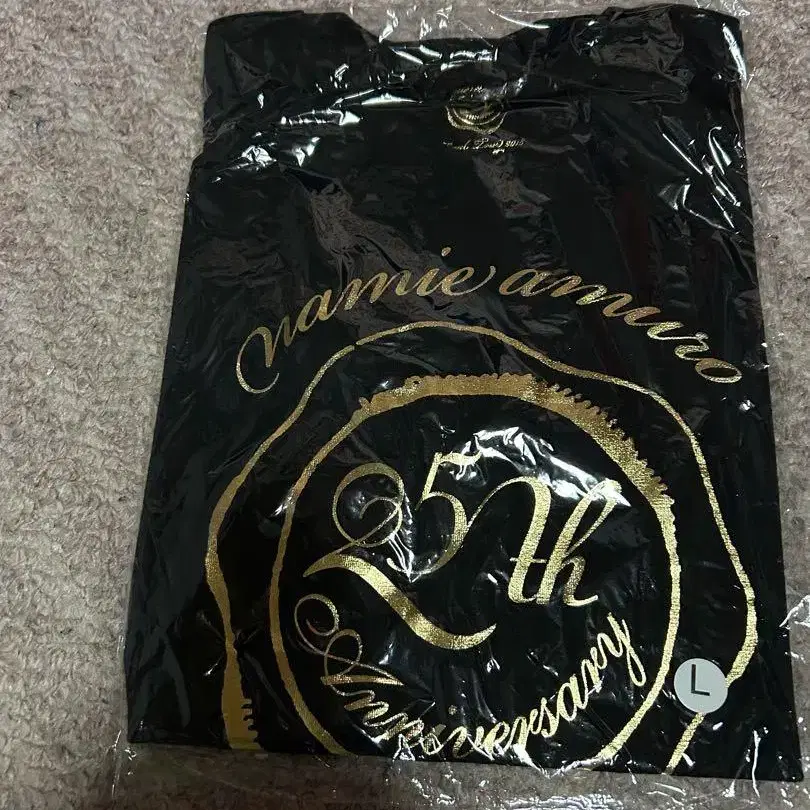 namie amuro
25th
Anniversary
L